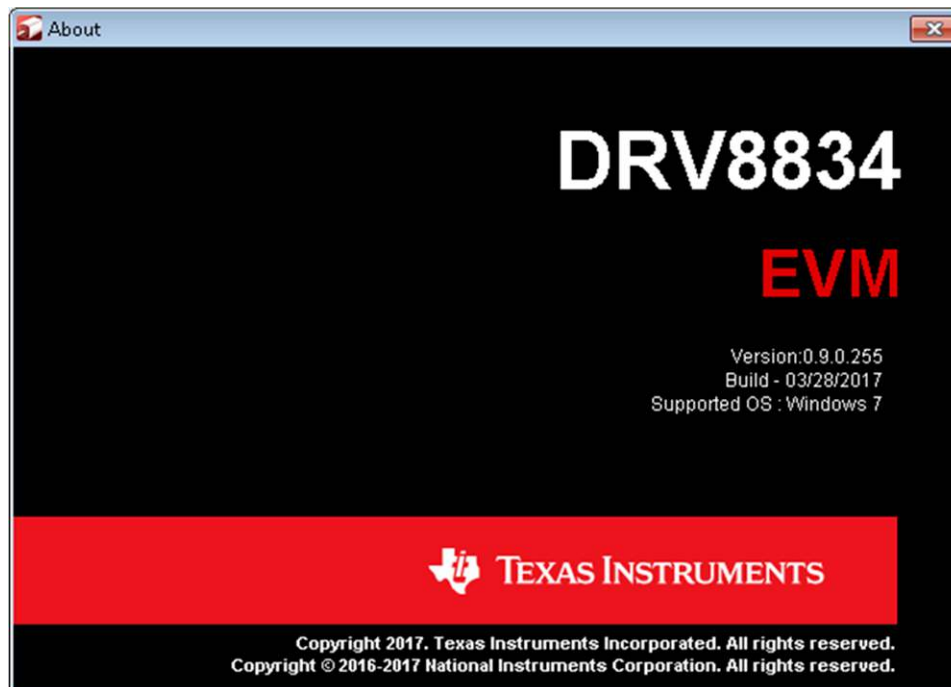 About
DRV8834
EVM
Version:0.9.0.255
Build - 03/28/2017
Supported OS : Windows 7
TEXAS INSTRUMENTS
Copyright 2017. Texas Instruments Incorporated. All rights reserved.
Copyright © 2016-2017 National Instruments Corporation. All rights reserved.